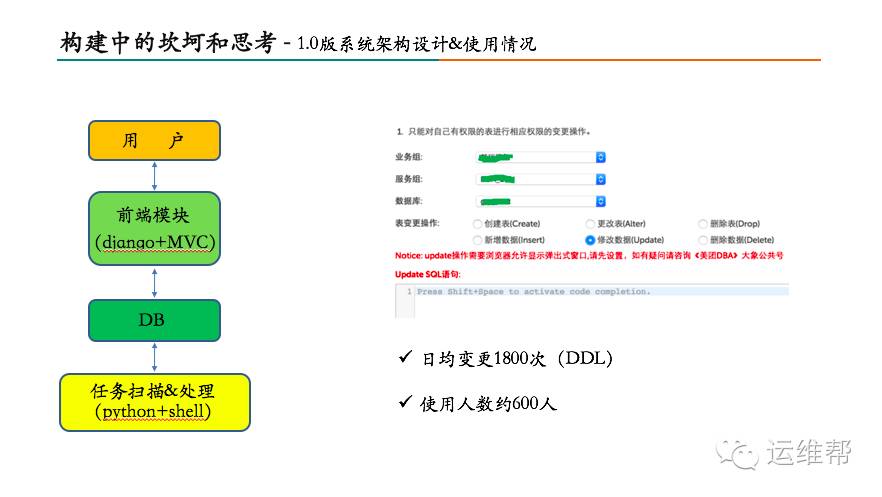 构建中的坎坷和思考 - 1.0版系统架构设计&使用情况
用 户
前端模块
(django+MVC)
DB
任务扫描&处理
(python+shell)
1. 只能对自己有权限的表进行相应权限的变更操作。
业务组:
服务组:
数据库:
表变更操作: 创建表(Create) 更改表(Alter) 删除表(Drop)
新增数据(Insert) 修改数据(Update) 删除数据(Delete)
Notice: update操作需要浏览器允许显示弹出式窗口,请先设置，如有疑问请咨询《美团DBA》大象公共号
Update SQL语句:
1 Press Shift+Space to activate code completion.
✓ 日均变更1800次（DDL）
✓ 使用人数约600人
运维帮